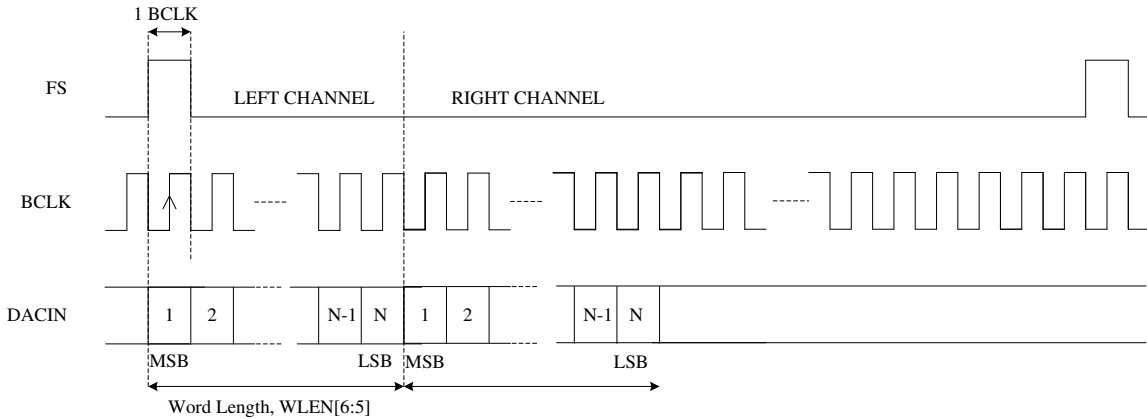 1 BCLK
FS
LEFT CHANNEL RIGHT CHANNEL
BCLK
DACIN
1 2 N-1 N 1 2 N-1 N
MSB LSB MSB LSB
Word Length, WLEN[6:5]